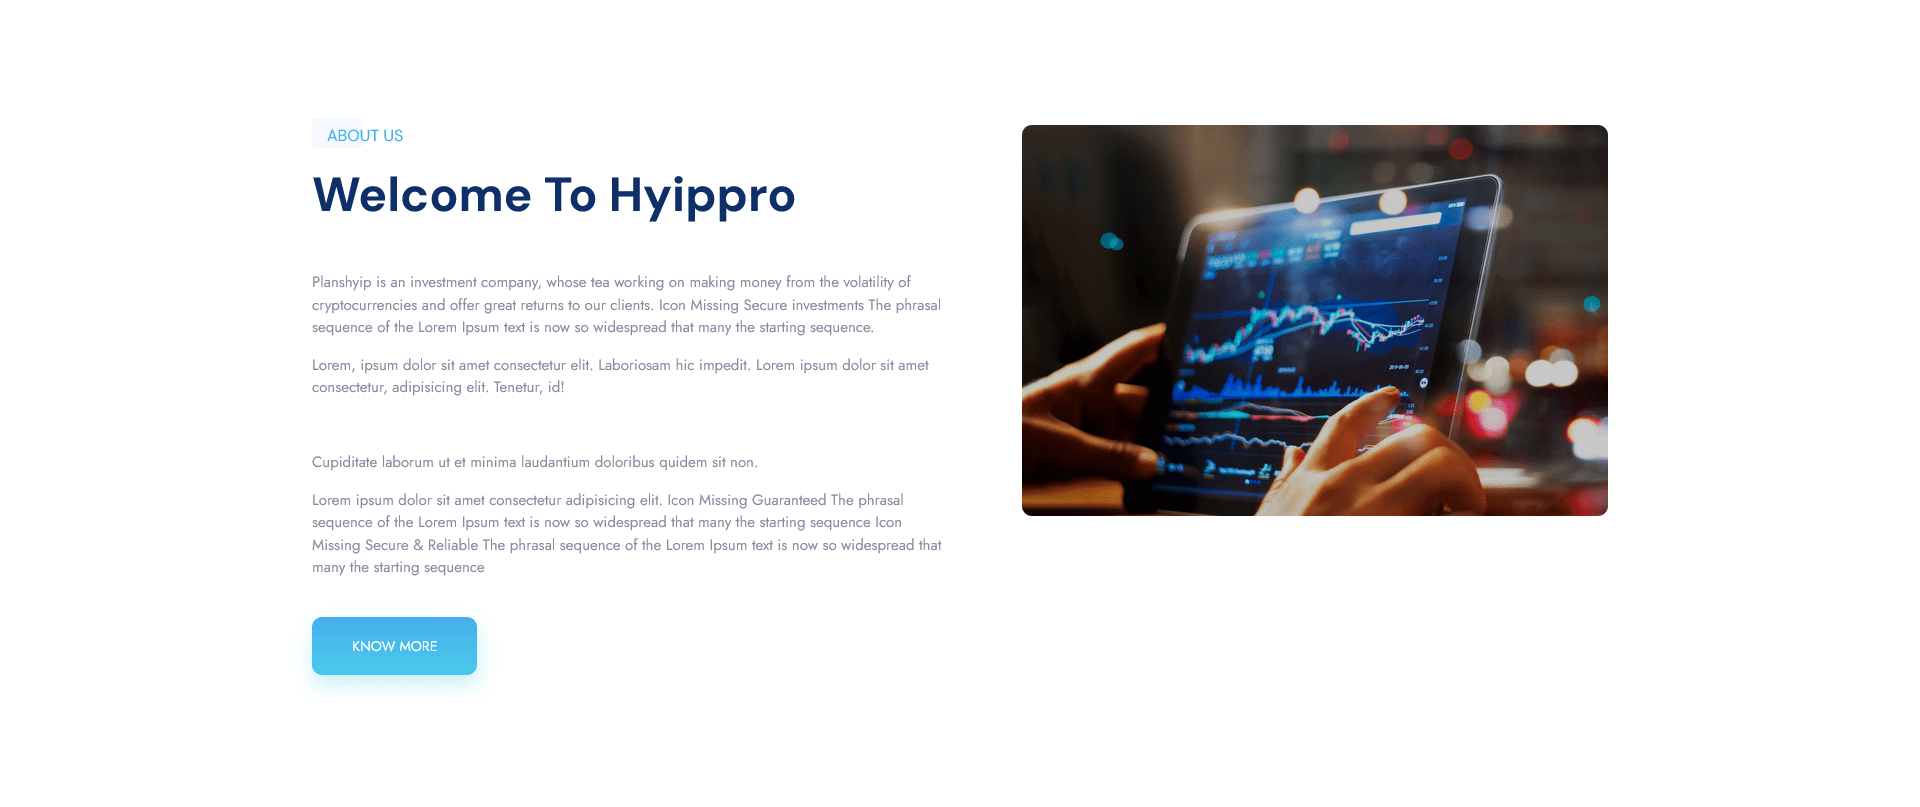 ABOUT US
Welcome To Hyippro
Planshyip is an investment company, whose tea working on making money from the volatility of
cryptocurrencies and offer great returns to our clients. Icon Missing Secure investments The phrasal
sequence of the Lorem Ipsum text is now so widespread that many the starting sequence.
Lorem, ipsum dolor sit amet consectetur elit. Laboriosam hic impedit. Lorem ipsum dolor sit amet
consectetur, adipisicing elit. Tenetur, id!
Cupiditate laborum ut et minima laudantium doloribus quidem sit non.
Lorem ipsum dolor sit amet consectetur adipisicing elit. Icon Missing Guaranteed The phrasal
sequence of the Lorem Ipsum text is now so widespread that many the starting sequence Icon
Missing Secure & Reliable The phrasal sequence of the Lorem Ipsum text is now so widespread that
many the starting sequence
KNOW MORE